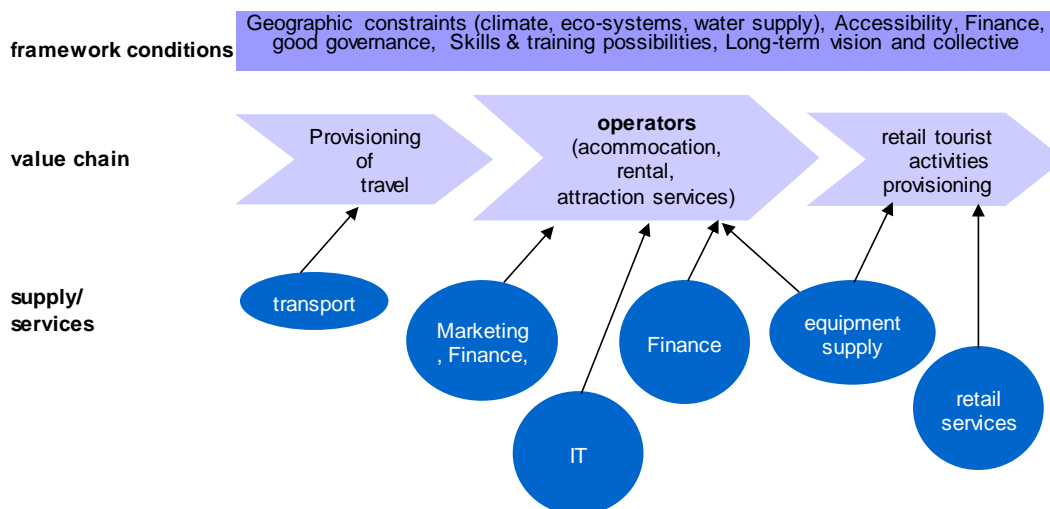 framework conditions
Geographic constraints (climate, eco-systems, water supply), Accessibility, Finance,
good governance, Skills & training possibilities, Long-term vision and collective
value chain
Provisioning
of
travel
operators
(acommocation,
rental,
attraction services)
retail tourist
activities
provisioning
supply/
services
transport
Marketing
, Finance,
IT
Finance
equipment
supply
retail
services